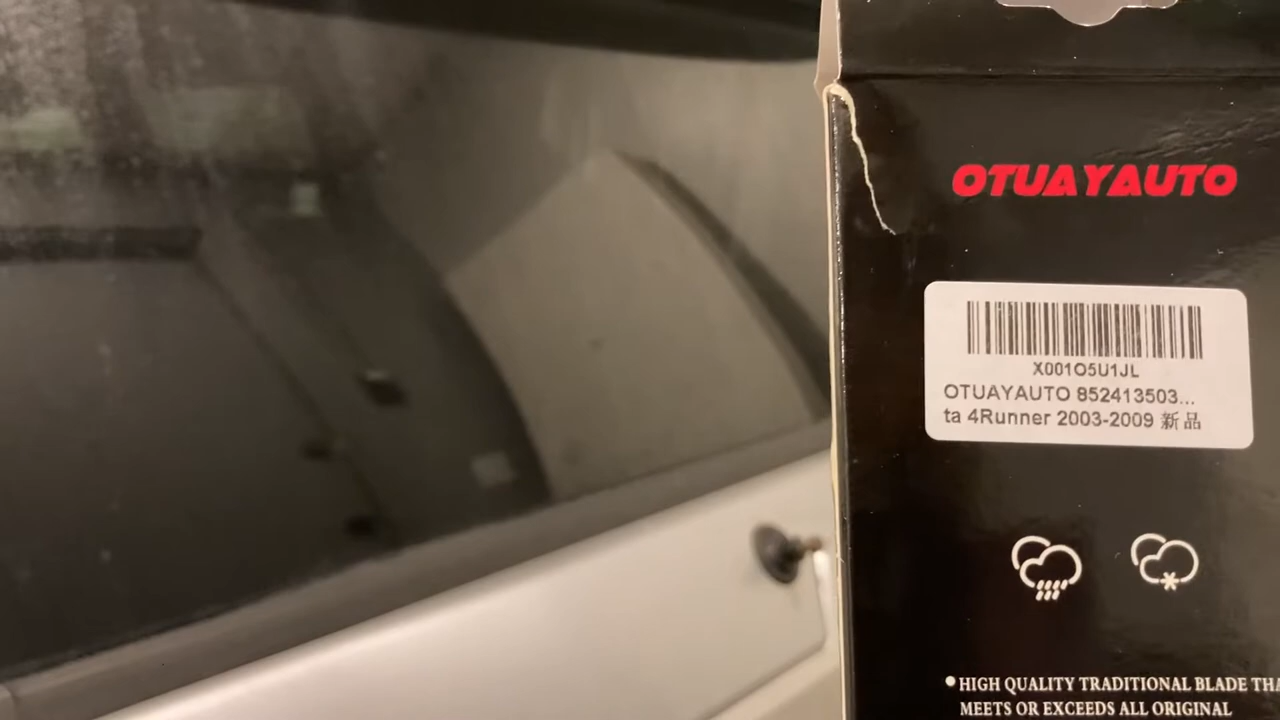 OTUAYAUTO
X001O5U1JL
OTUAYAUTO 852413503...
ta 4Runner 2003-2009 新品
HIGH QUALITY TRADITIONAL BLADE
MEETS OR EXCEEDS ALL ORIGINAL